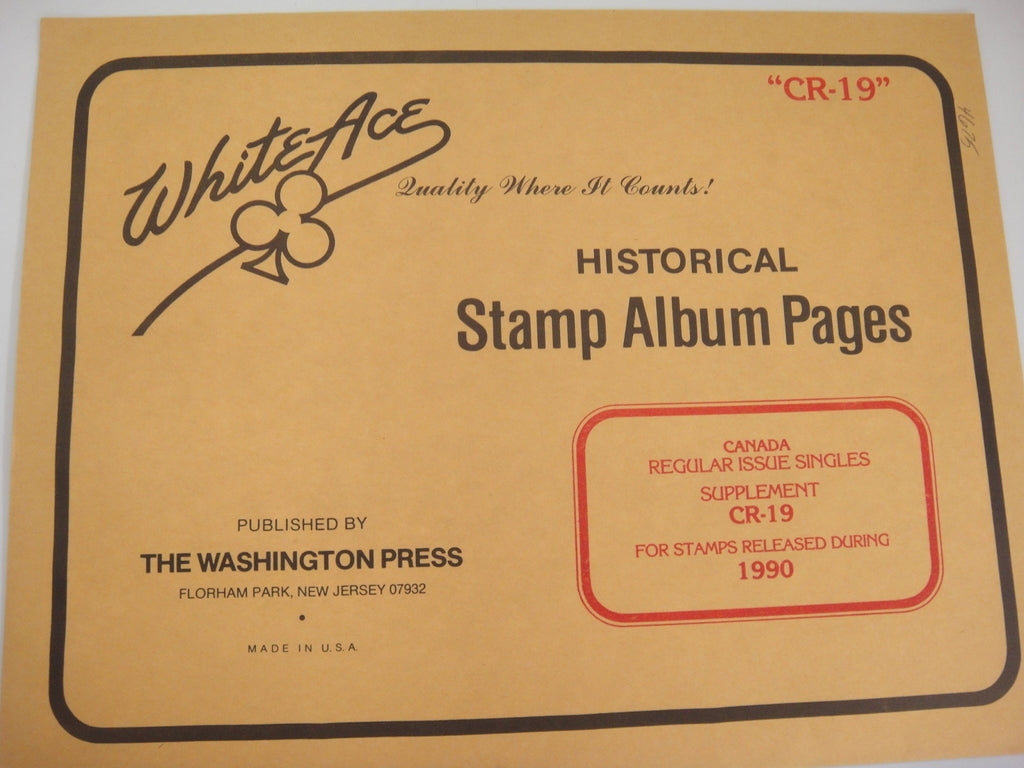 "CR-19"
White Ace
Quality Where It Counts!
HISTORICAL
Stamp Album Pages
CANADA
REGULAR ISSUE SINGLES
SUPPLEMENT
CR-19
FOR STAMPS RELEASED DURING
1990
PUBLISHED BY
THE WASHINGTON PRESS
FLORHAM PARK, NEW JERSEY 07932
•
MADE IN U.S.A.